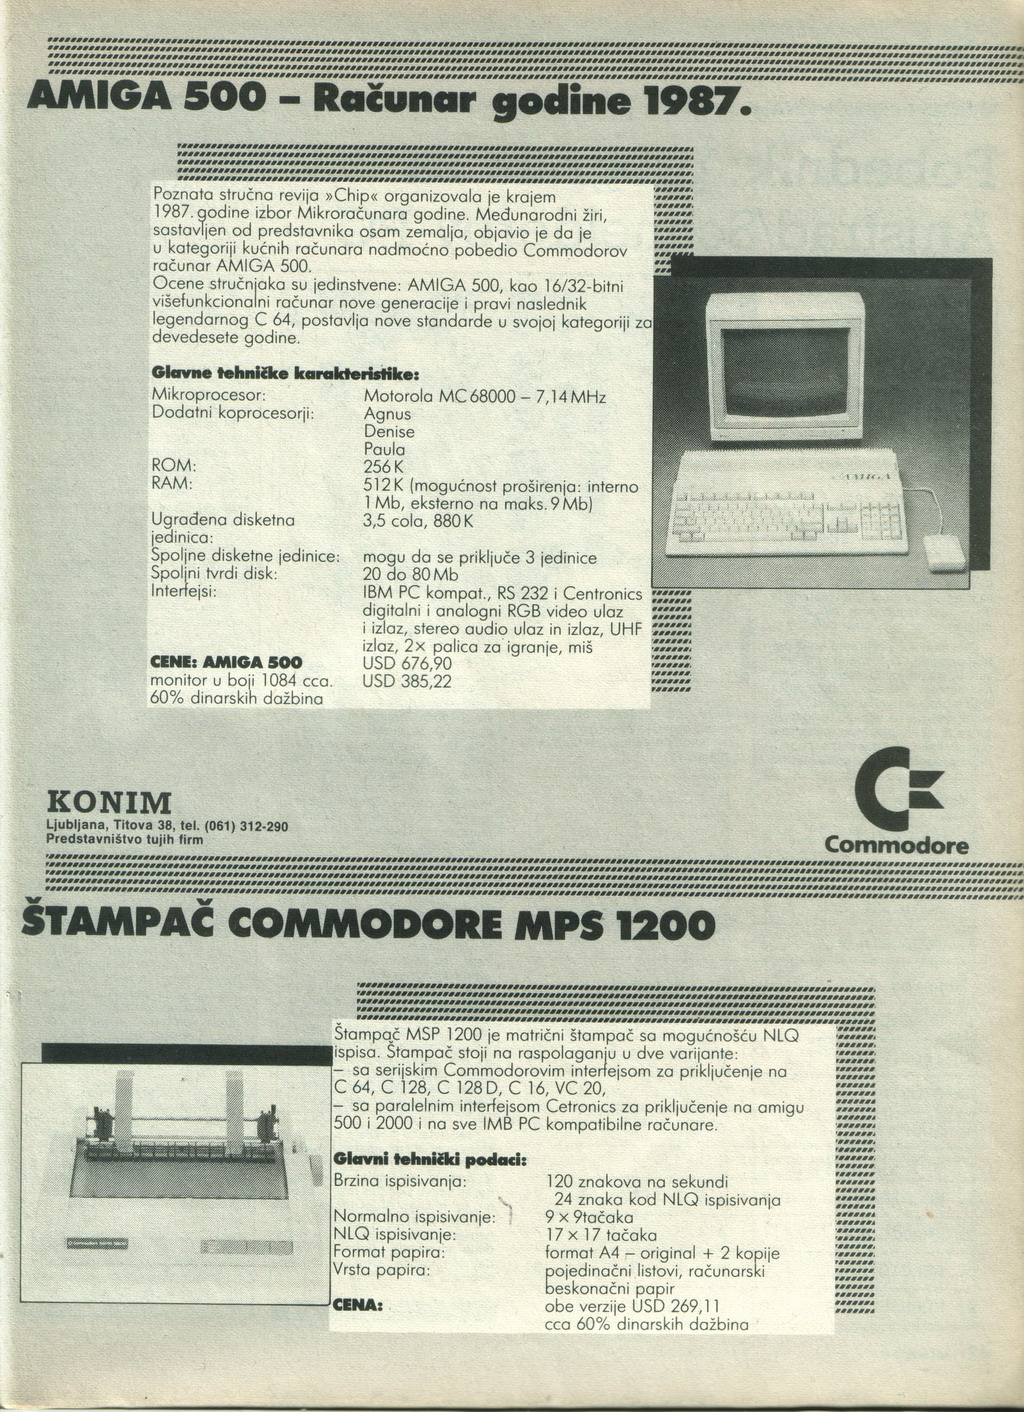 AMIGA 500 – Računar godine 1987.
Poznata stručna revija »Chip« organizovala je krajem
1987. godine izbor Mikroračunara godine. Međunarodni žiri,
sastavljen od predstavnika osam zemalja, objavio je da je
u kategoriji kućnih računara nadmoćno pobedio Commodorov
računar AMIGA 500.
Ocene stručnjaka su jedinstvene: AMIGA 500, kao 16/32-bitni
višefunkcionalni računar nove generacije i pravi naslednik
legendarnog C 64, postavlja nove standarde u svojoj kategoriji za
devedesete godine.
Glavne tehničke karakteristike:
Mikroprocesor: Motorola MC 68000 – 7,14 MHz
Dodatni koprocesorji: Agnus
Denise
Paula
ROM: 256 K
RAM: 512 K (mogućnost proširenja: interno
1 Mb, eksterno na maks. 9 Mb)
Ugrađena disketna 3,5 cola, 880 K
jedinica:
Spoljne disketne jedinice: mogu da se priključe 3 jedinice
Spoljni tvrdi disk: 20 do 80 Mb
Interfejsi: IBM PC kompat., RS 232 i Centronics
digitalni i analogni RGB video ulaz
i izlaz, stereo audio ulaz in izlaz, UHF
izlaz, 2x palica za igranje, miš
CENE: AMIGA 500 USD 676,90
monitor u boji 1084 cca. USD 385,22
60% dinarskih dažbina
AMIGA
KONIM
Ljubljana, Titova 38, tel. (061) 312-290
Predstavništvo tujih firm
Commodore
ŠTAMPAČ COMMODORE MPS 1200
Štampač MSP 1200 je matrični štampač sa mogućnošću NLQ
ispisa. Štampač stoji na raspolaganju u dve varijante:
– sa serijskim Commodorovim interfejsom za priključenje na
C 64, C 128, C 128 D, C 16, VC 20,
– sa paralelnim interfejsom Cetronics za priključenje na amigu
500 i 2000 i na sve IMB PC kompatibilne računare.
Glavni tehnički podaci:
Brzina ispisivanja: 120 znakova na sekundi
24 znaka kod NLQ ispisivanja
Normalno ispisivanje: 9 x 9tačaka
NLQ ispisivanje: 17 x 17 tačaka
Format papira: format A4 – original + 2 kopije
Vrsta papira: pojedinačni listovi, računarski
beskonačni papir
CENA: obe verzije USD 269,11
cca 60% dinarskih dažbina